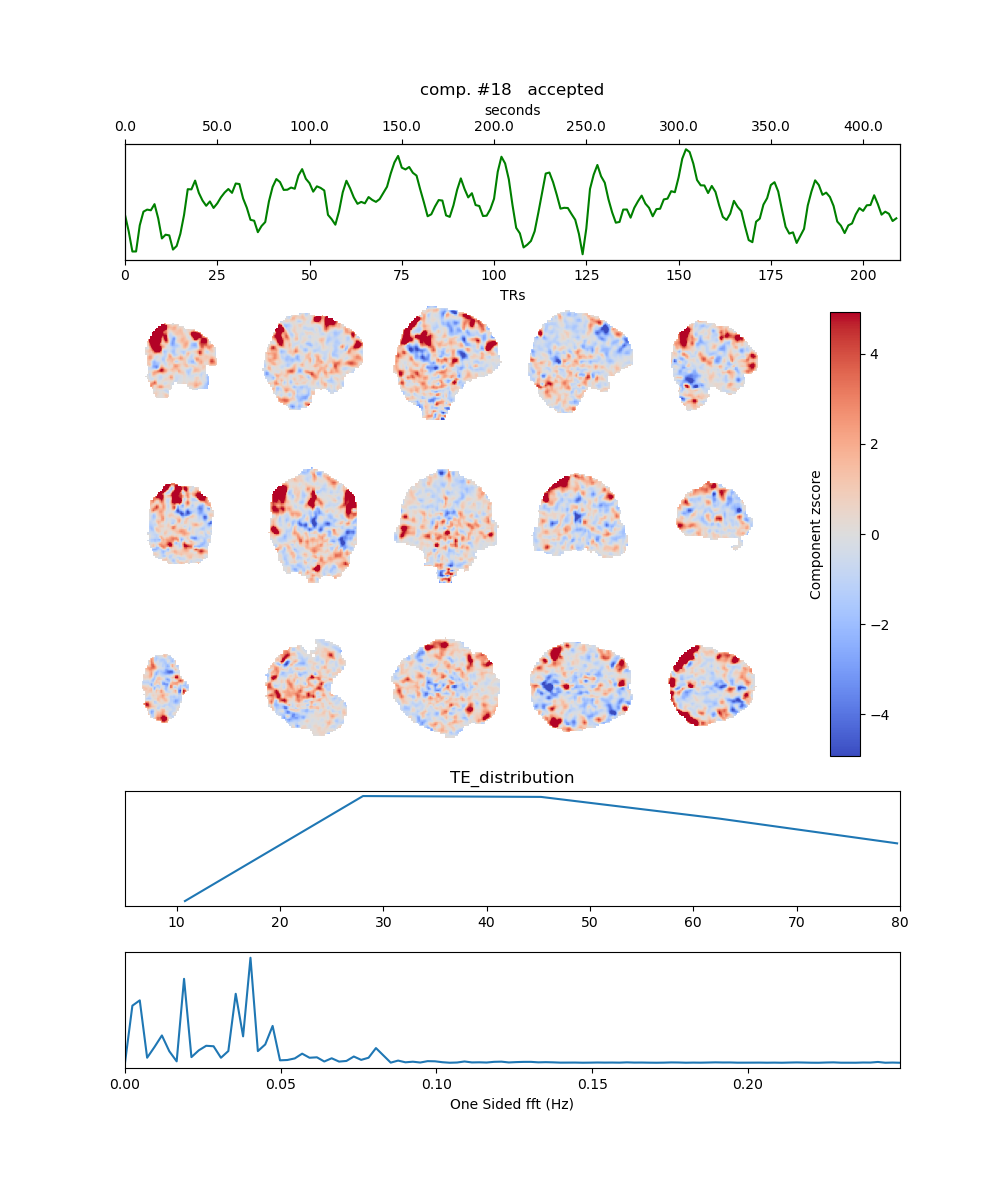 comp. #18   accepted
seconds
0.0 50.0 100.0 150.0 200.0 250.0 300.0 350.0 400.0
0 25 50 75 100 125 150 175 200
TRs
4
2
0
−2
−4
Component zscore
TE_distribution
10 20 30 40 50 60 70 80
0.00 0.05 0.10 0.15 0.20
One Sided fft (Hz)